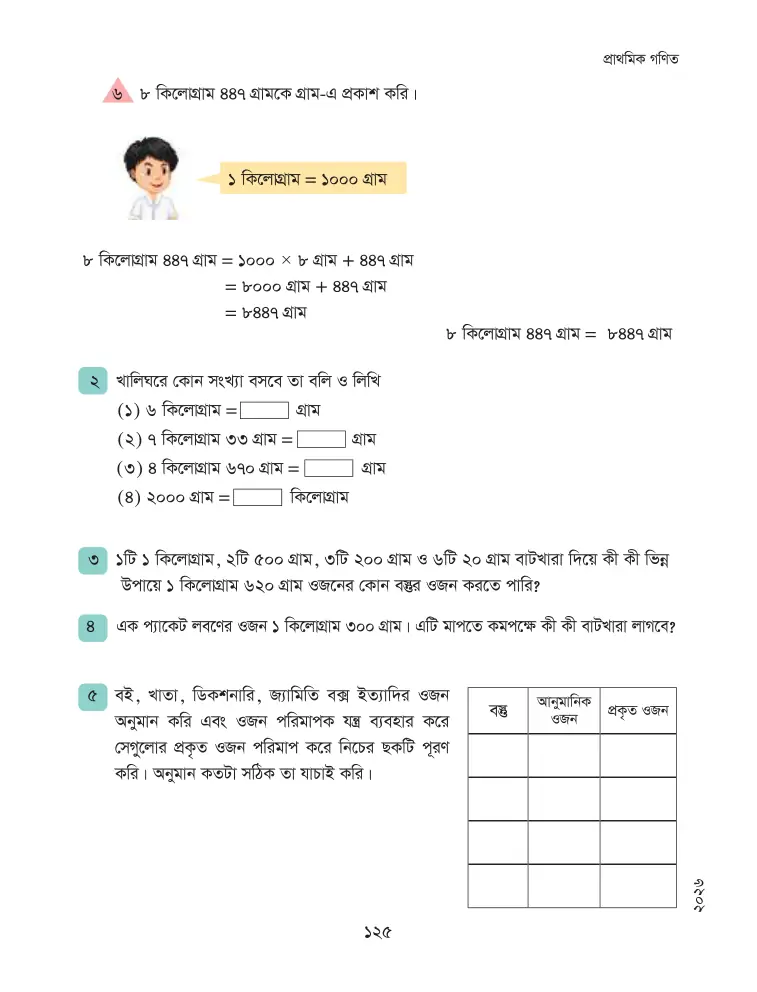 প্রাথমিক গণিত
৬ ৮ কিলোগ্রাম ৪৪৭ গ্রামকে গ্রাম-এ প্রকাশ করি।
১ কিলোগ্রাম = ১০০০ গ্রাম
৮ কিলোগ্রাম ৪৪৭ গ্রাম = ১০০০ × ৮ গ্রাম + ৪৪৭ গ্রাম
= ৮০০০ গ্রাম + ৪৪৭ গ্রাম
= ৮৪৪৭ গ্রাম
৮ কিলোগ্রাম ৪৪৭ গ্রাম = ৮৪৪৭ গ্রাম
২ খালিঘরে কোন সংখ্যা বসবে তা বলি ও লিখি
(১) ৬ কিলোগ্রাম = গ্রাম
(২) ৭ কিলোগ্রাম ৩৩ গ্রাম = গ্রাম
(৩) ৪ কিলোগ্রাম ৬৭০ গ্রাম = গ্রাম
(৪) ২০০০ গ্রাম = কিলোগ্রাম
৩ ১টি ১ কিলোগ্রাম, ২টি ৫০০ গ্রাম, ৩টি ২০০ গ্রাম ও ৬টি ২০ গ্রাম বাটখারা দিয়ে কী কী ভিন্ন
উপায়ে ১ কিলোগ্রাম ৬২০ গ্রাম ওজনের কোন বস্তুর ওজন করতে পারি?
৪ এক প্যাকেট লবণের ওজন ১ কিলোগ্রাম ৩০০ গ্রাম। এটি মাপতে কমপক্ষে কী কী বাটখারা লাগবে?
৫ বই, খাতা, ডিকশনারি, জ্যামিতি বক্স ইত্যাদির ওজন
অনুমান করি এবং ওজন পরিমাপক যন্ত্র ব্যবহার করে
সেগুলোর প্রকৃত ওজন পরিমাপ করে নিচের ছকটি পূরণ
করি। অনুমান কতটা সঠিক তা যাচাই করি।
বস্তু আনুমানিক ওজন প্রকৃত ওজন
২০২৬
১২৫